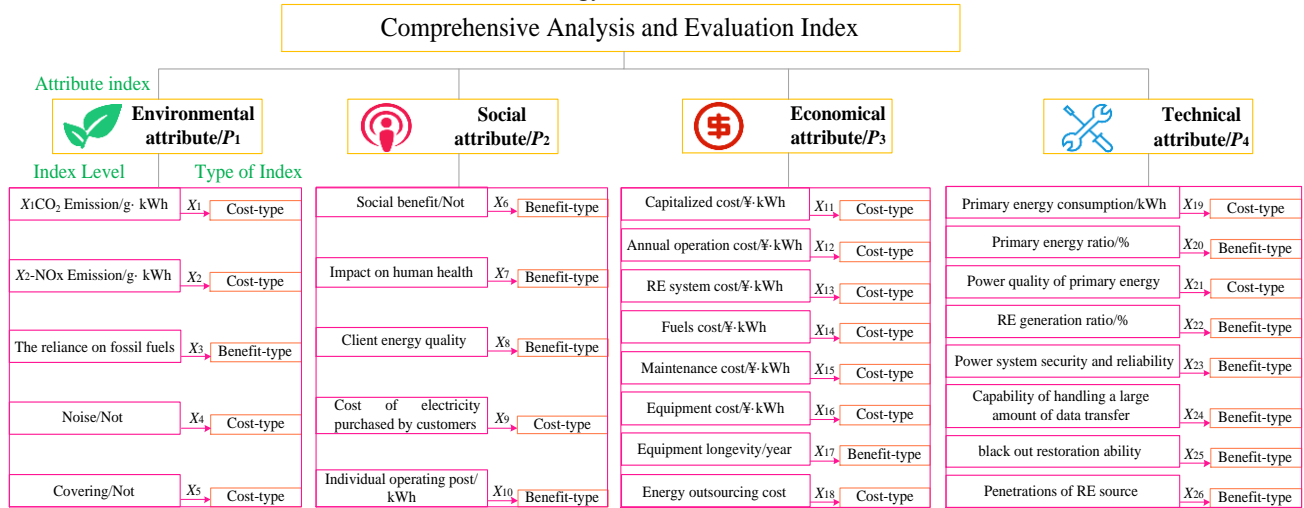 Comprehensive Analysis and Evaluation Index
Attribute index
Environmental
attribute/P1
Social
attribute/P2
Economical
attribute/P3
Technical
attribute/P4
Index Level
Type of Index
X1CO2 Emission/g· kWh
X1
Cost-type
X2-NOx Emission/g· kWh
X2
Cost-type
The reliance on fossil fuels
X3
Benefit-type
Noise/Not
X4
Cost-type
Covering/Not
X5
Cost-type
Social benefit/Not
X6
Benefit-type
Impact on human health
X7
Benefit-type
Client energy quality
X8
Benefit-type
Cost of electricity
purchased by customers
X9
Cost-type
Individual operating post/
kWh
X10
Benefit-type
Capitalized cost/¥·kWh
X11
Cost-type
Annual operation cost/¥·kWh
X12
Cost-type
RE system cost/¥·kWh
X13
Cost-type
Fuels cost/¥·kWh
X14
Cost-type
Maintenance cost/¥·kWh
X15
Cost-type
Equipment cost/¥·kWh
X16
Cost-type
Equipment longevity/year
X17
Benefit-type
Energy outsourcing cost
X18
Cost-type
Primary energy consumption/kWh
X19
Cost-type
Primary energy ratio/%
X20
Benefit-type
Power quality of primary energy
X21
Cost-type
RE generation ratio/%
X22
Benefit-type
Power system security and reliability
X23
Benefit-type
Capability of handling a large
amount of data transfer
X24
Benefit-type
black out restoration ability
X25
Benefit-type
Penetrations of RE source
X26
Benefit-type